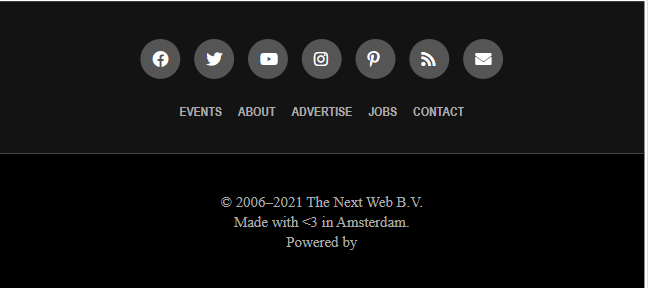 EVENTS ABOUT ADVERTISE JOBS CONTACT
© 2006–2021 The Next Web B.V.
Made with <3 in Amsterdam.
Powered by